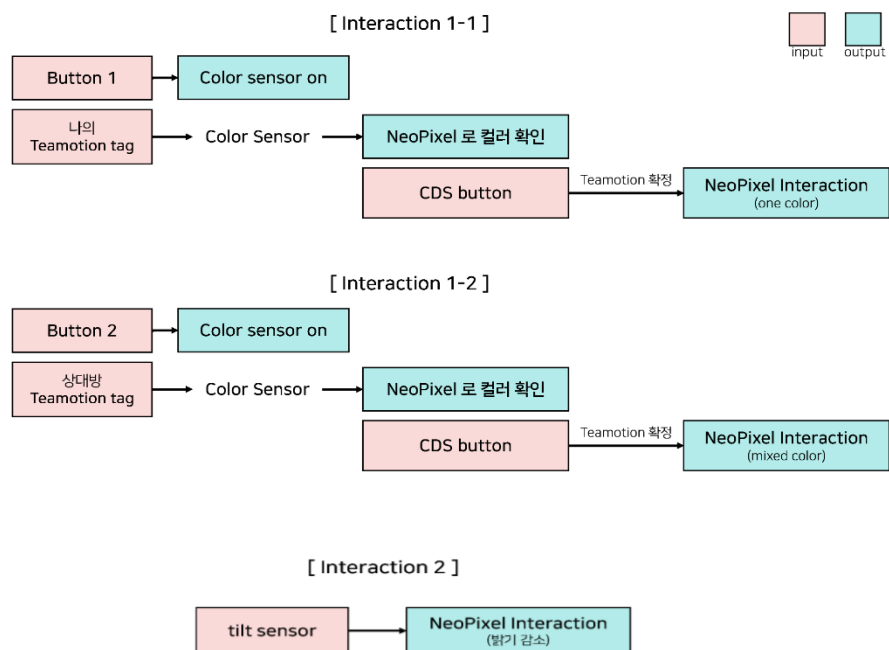 [ Interaction 1-1 ]
input
output
Button 1
Color sensor on
나의
Teamotion tag
Color Sensor
NeoPixel 로 컬러 확인
CDS button
Teamotion 확정
NeoPixel Interaction
(one color)
[ Interaction 1-2 ]
Button 2
Color sensor on
상대방
Teamotion tag
Color Sensor
NeoPixel 로 컬러 확인
CDS button
Teamotion 확정
NeoPixel Interaction
(mixed color)
[ Interaction 2 ]
tilt sensor
NeoPixel Interaction
(밝기 감소)